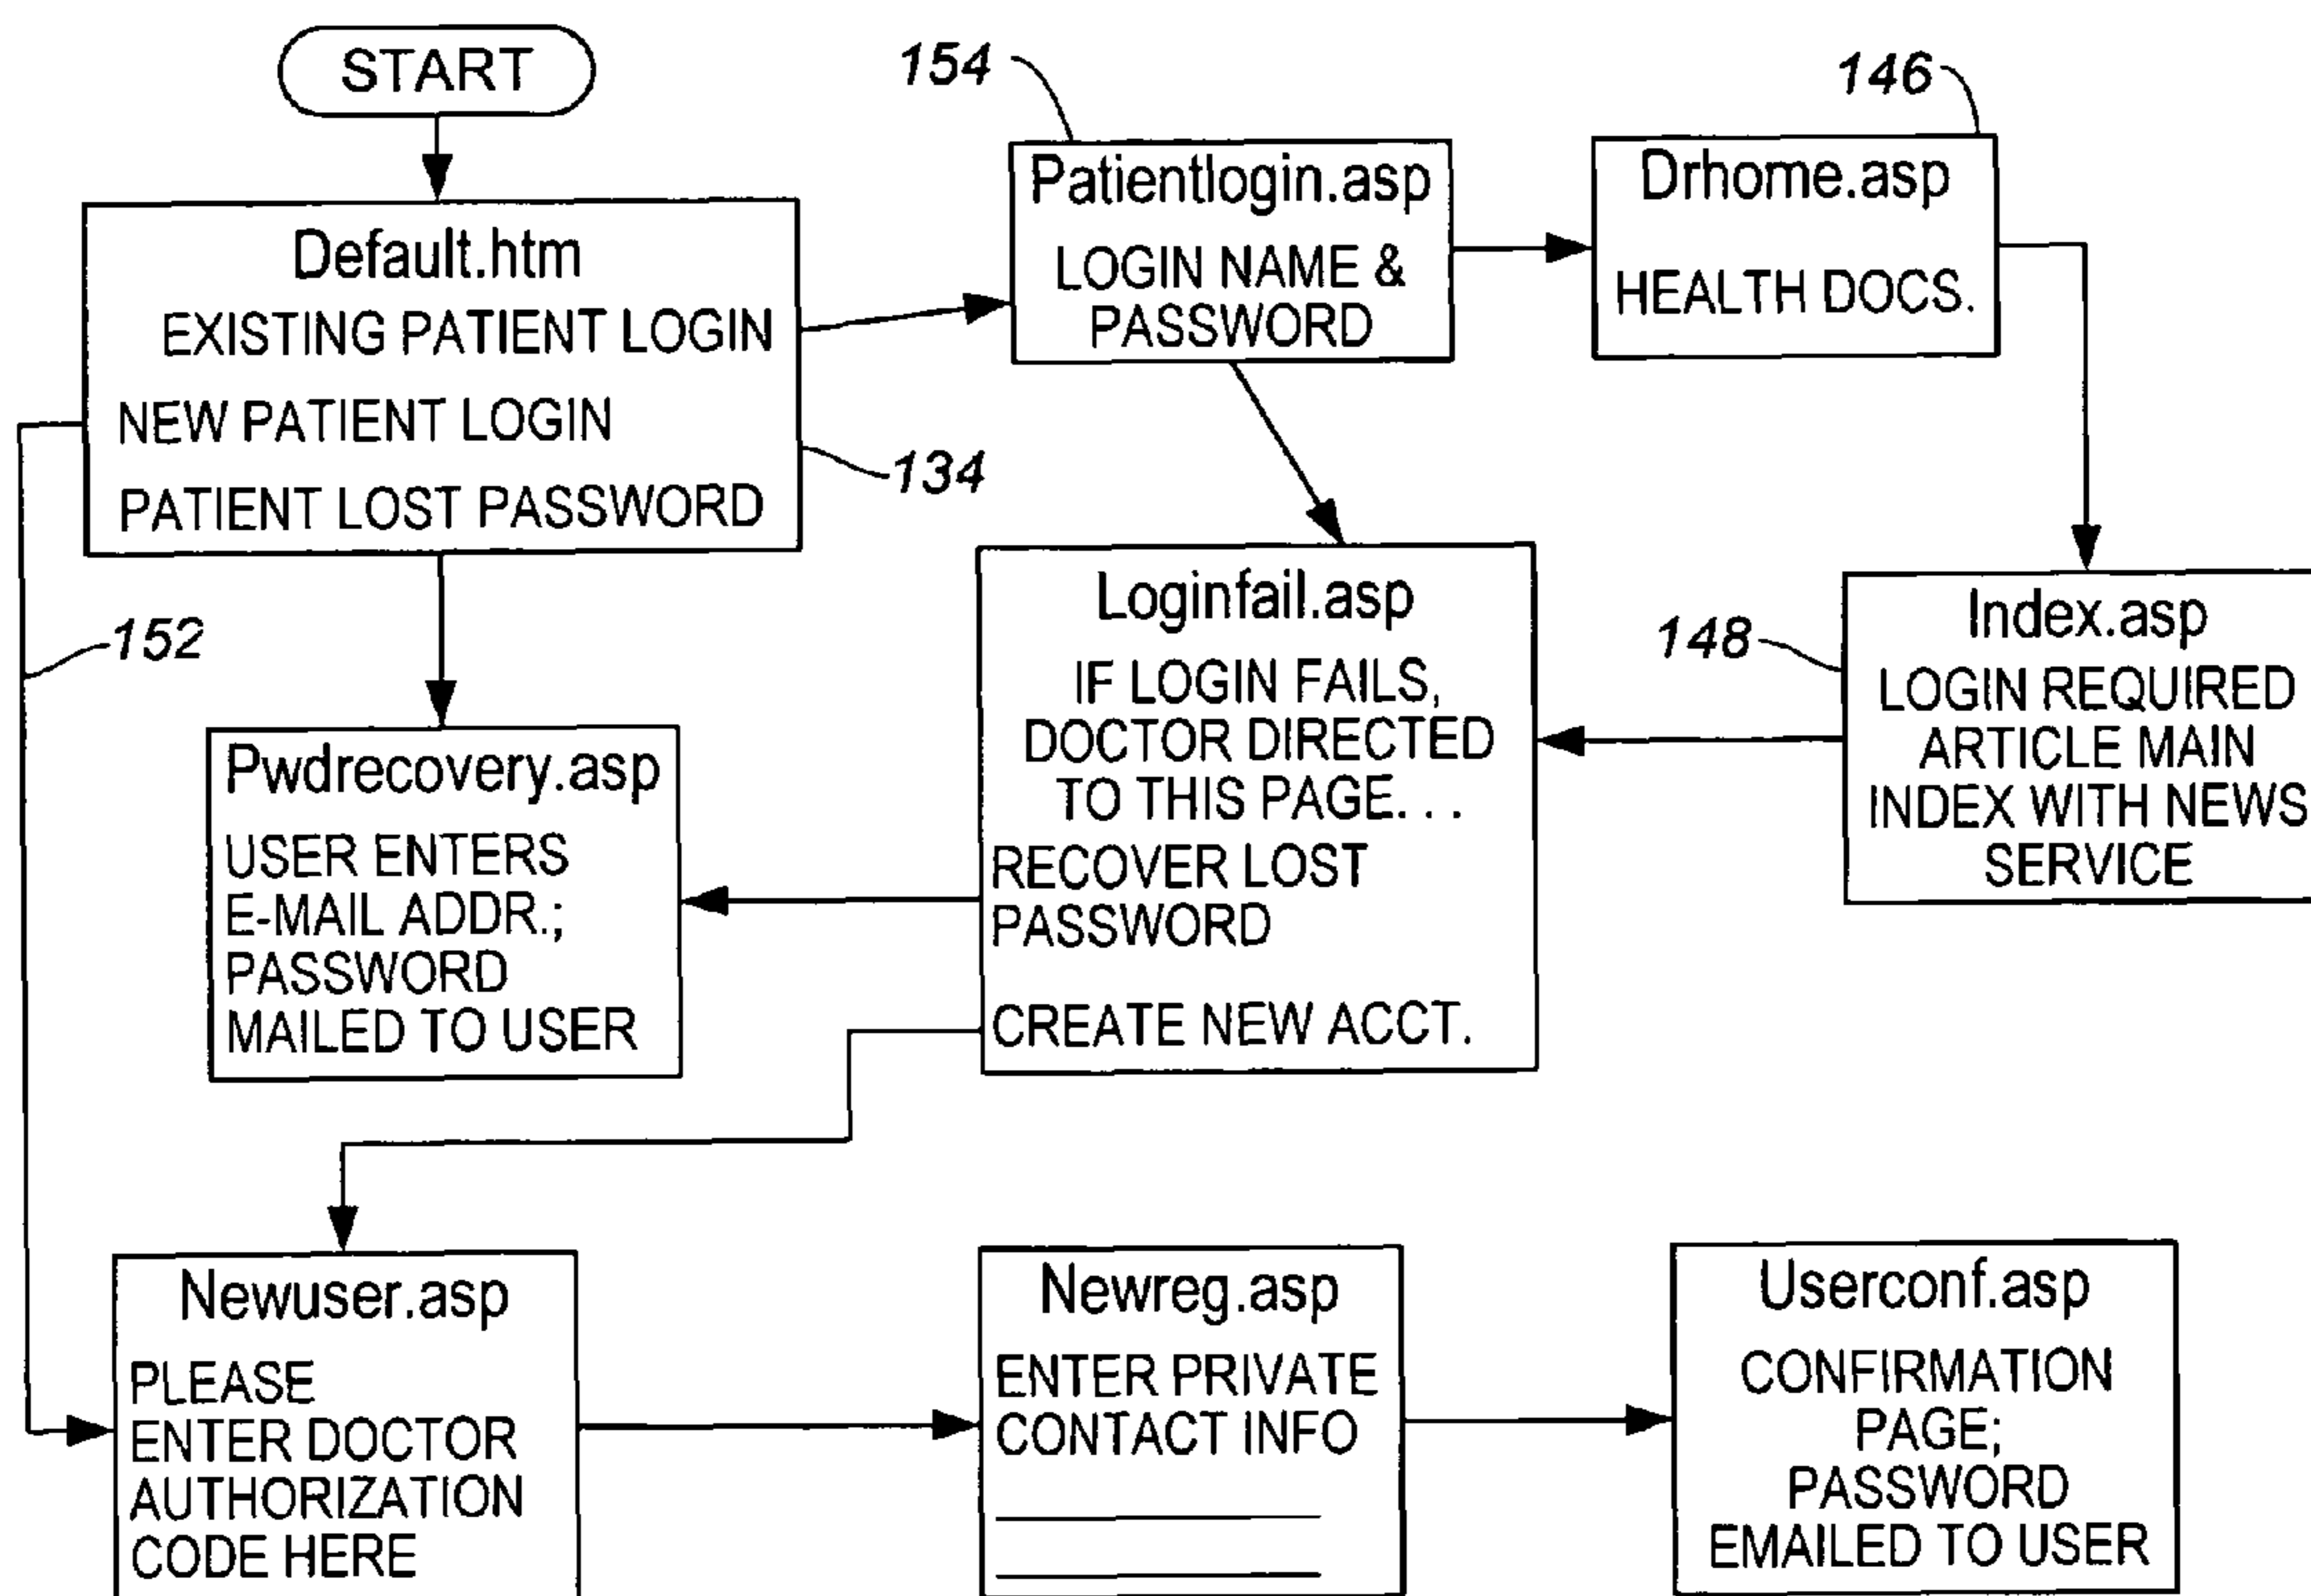 START
154
146
Patientlogin.asp
LOGIN NAME &
PASSWORD
Drhome.asp
HEALTH DOCS.
Default.htm
EXISTING PATIENT LOGIN
NEW PATIENT LOGIN
PATIENT LOST PASSWORD
134
152
Loginfail.asp
IF LOGIN FAILS,
DOCTOR DIRECTED
TO THIS PAGE. . .
RECOVER LOST
PASSWORD
CREATE NEW ACCT.
148
Index.asp
LOGIN REQUIRED
ARTICLE MAIN
INDEX WITH NEWS
SERVICE
Pwdrecovery.asp
USER ENTERS
E-MAIL ADDR.;
PASSWORD
MAILED TO USER
Newuser.asp
PLEASE
ENTER DOCTOR
AUTHORIZATION
CODE HERE
Newreg.asp
ENTER PRIVATE
CONTACT INFO
Userconf.asp
CONFIRMATION
PAGE;
PASSWORD
EMAILED TO USER